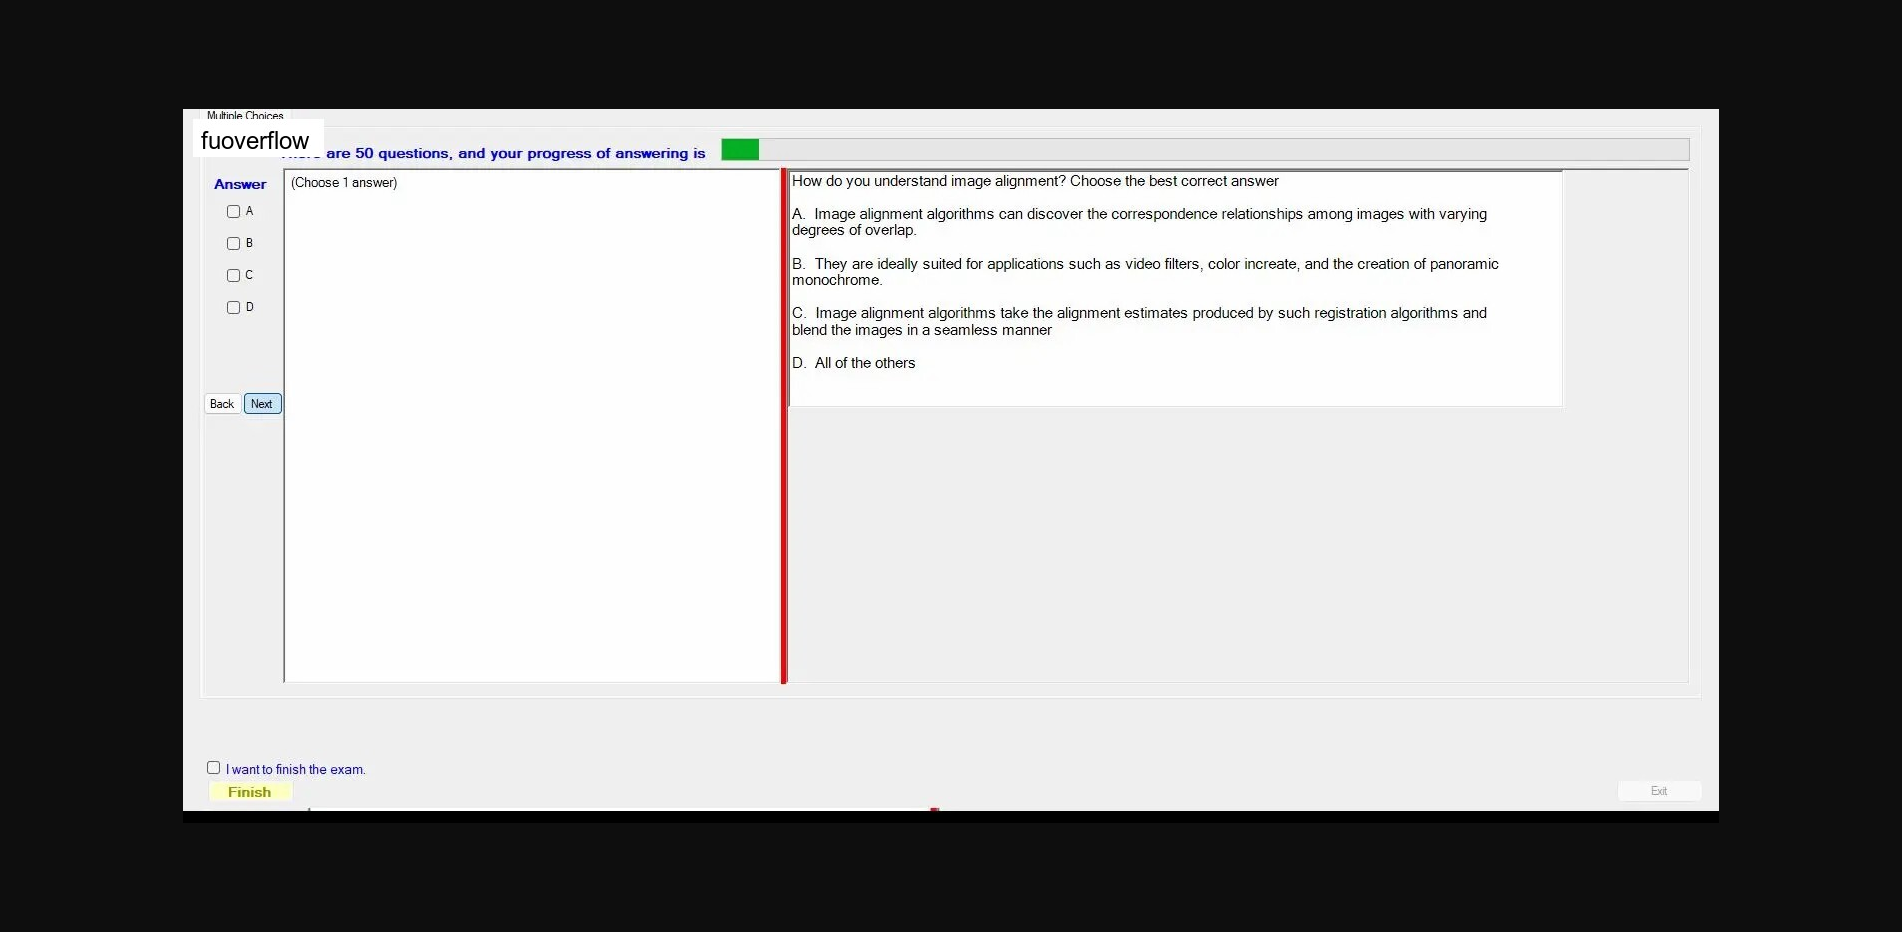 Multiple Choices
fuoverflow
are 50 questions, and your progress of answering is
Answer
(Choose 1 answer)
A
B
C
D
Back
Next
How do you understand image alignment? Choose the best correct answer
A. Image alignment algorithms can discover the correspondence relationships among images with varying
degrees of overlap.
B. They are ideally suited for applications such as video filters, color increate, and the creation of panoramic
monochrome.
C. Image alignment algorithms take the alignment estimates produced by such registration algorithms and
blend the images in a seamless manner
D. All of the others
I want to finish the exam.
Finish
Exit